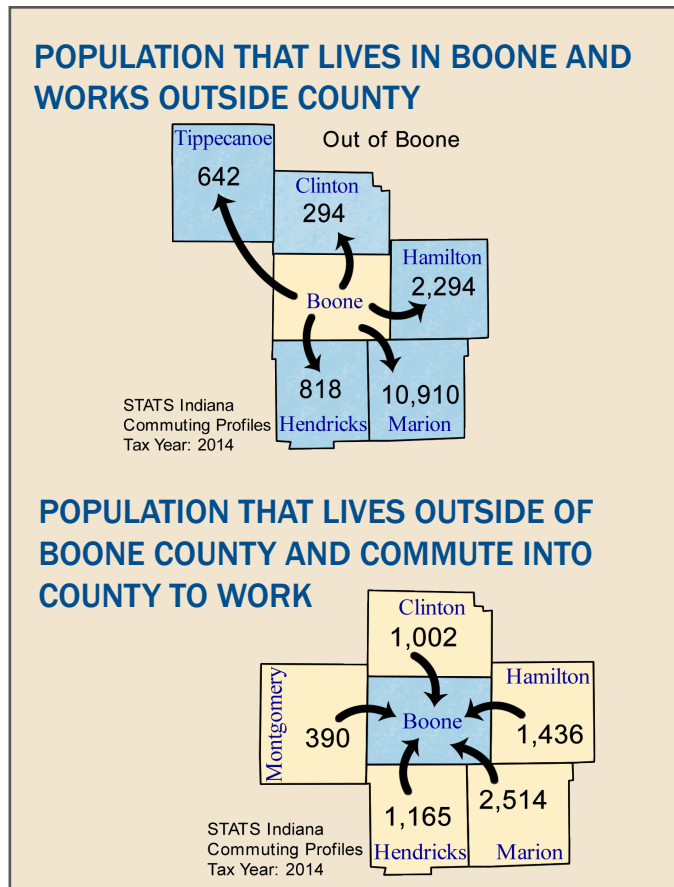 POPULATION THAT LIVES IN BOONE AND
WORKS OUTSIDE COUNTY
Tippecanoe
Out of Boone
642
Clinton
294
Hamilton
2,294
Boone
818
10,910
Hendricks
Marion
STATS Indiana
Commuting Profiles
Tax Year: 2014
POPULATION THAT LIVES OUTSIDE OF
BOONE COUNTY AND COMMUTE INTO
COUNTY TO WORK
Clinton
1,002
Montgomery
390
Boone
Hamilton
1,436
1,165
2,514
Hendricks
Marion
STATS Indiana
Commuting Profiles
Tax Year: 2014